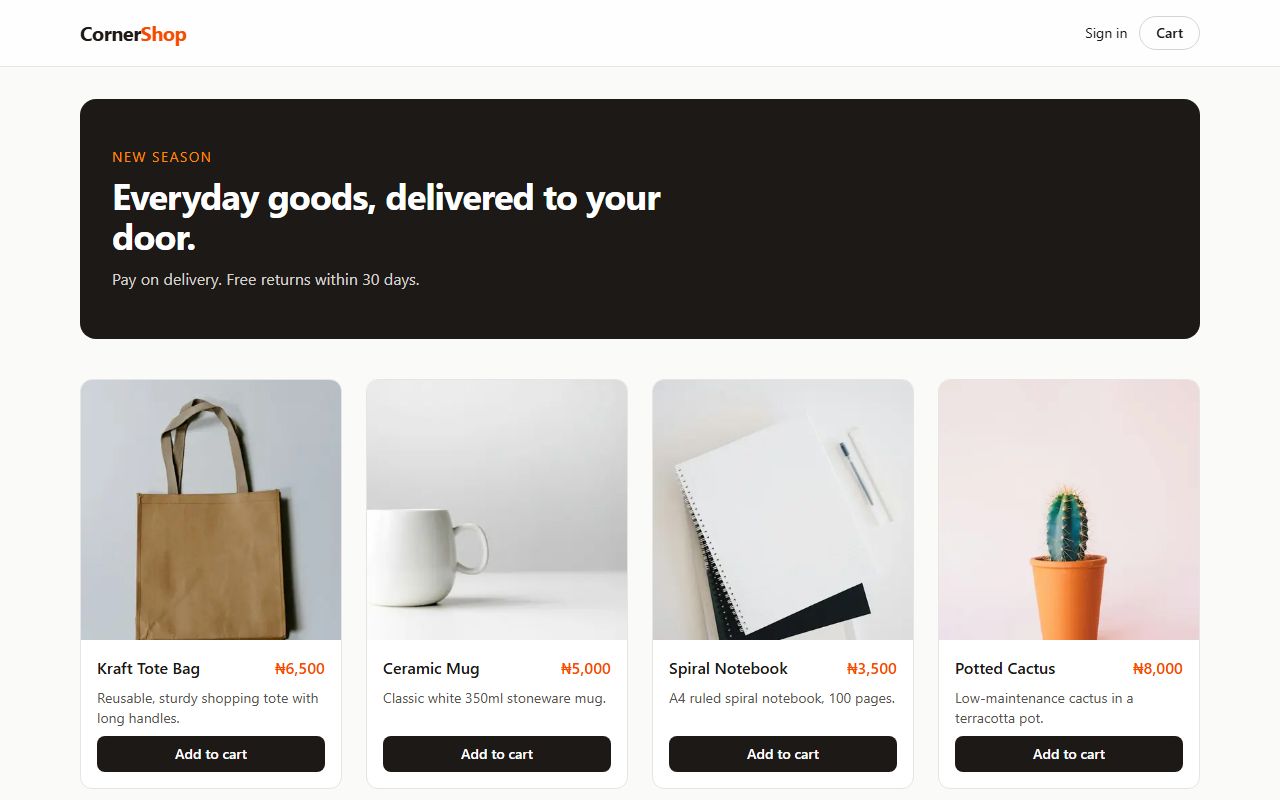 CornerShop
Sign in
Cart
NEW SEASON
Everyday goods, delivered to your
door.
Pay on delivery. Free returns within 30 days.
Kraft Tote Bag ₦6,500
Reusable, sturdy shopping tote with
long handles.
Add to cart
Ceramic Mug ₦5,000
Classic white 350ml stoneware mug.
Add to cart
Spiral Notebook ₦3,500
A4 ruled spiral notebook, 100 pages.
Add to cart
Potted Cactus ₦8,000
Low-maintenance cactus in a
terracotta pot.
Add to cart